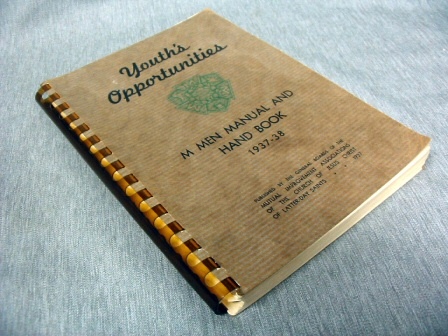 Youth's
Opportunities
M MEN MANUAL AND
HAND BOOK
1937-38
PUBLISHED BY THE GENERAL BOARDS OF THE
MUTUAL IMPROVEMENT ASSOCIATIONS
OF THE CHURCH OF JESUS CHRIST
OF LATTER-DAY SAINTS 1937